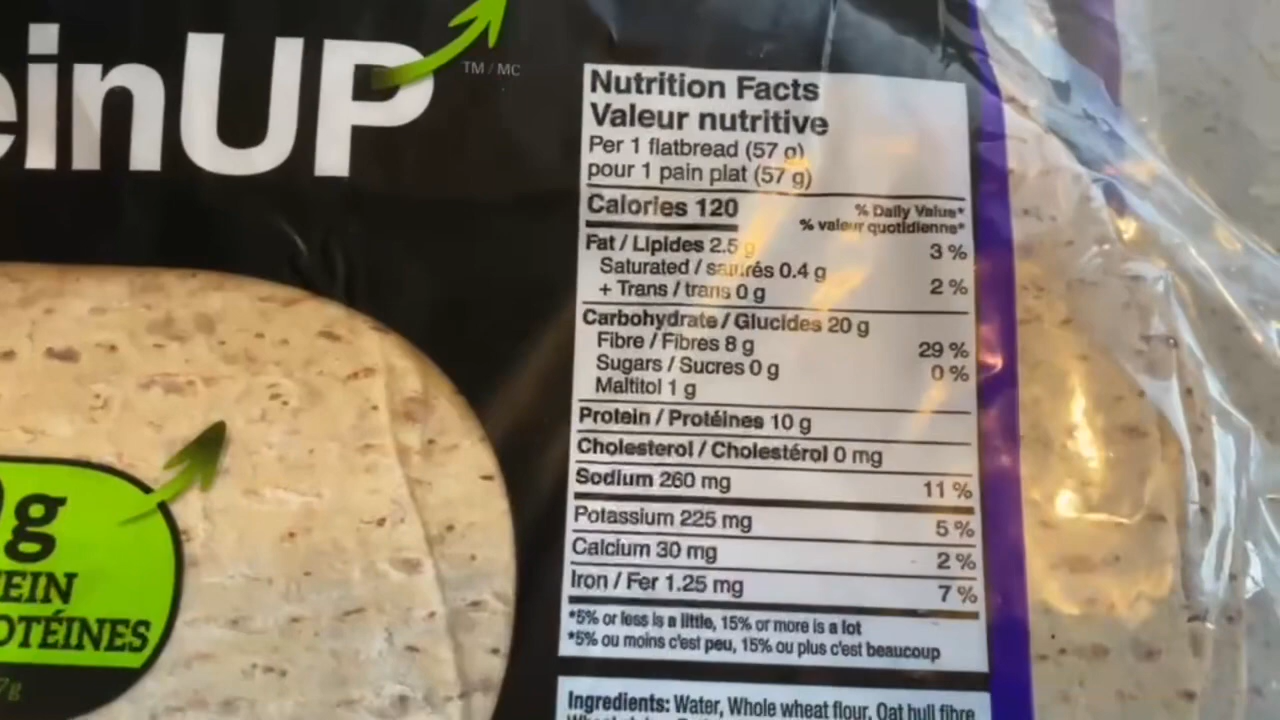 einUP
TM / MC
Nutrition Facts
Valeur nutritive
Per 1 flatbread (57 g)
pour 1 pain plat (57 g)
Calories 120
% Daily Value*
% valeur quotidienne*
Fat / Lipides 2.5 g 3 %
Saturated / saturés 0.4 g
+ Trans / trans 0 g 2 %
Carbohydrate / Glucides 20 g
Fibre / Fibres 8 g 29 %
Sugars / Sucres 0 g 0 %
Maltitol 1 g
Protein / Protéines 10 g
Cholesterol / Cholestérol 0 mg
Sodium 260 mg 11 %
Potassium 225 mg 5 %
Calcium 30 mg 2 %
Iron / Fer 1.25 mg 7 %
*5% or less is a little, 15% or more is a lot
*5% ou moins c'est peu, 15% ou plus c'est beaucoup
Ingredients: Water, Whole wheat flour, Oat hull fibre
g
EIN
OTÉINES
7 g